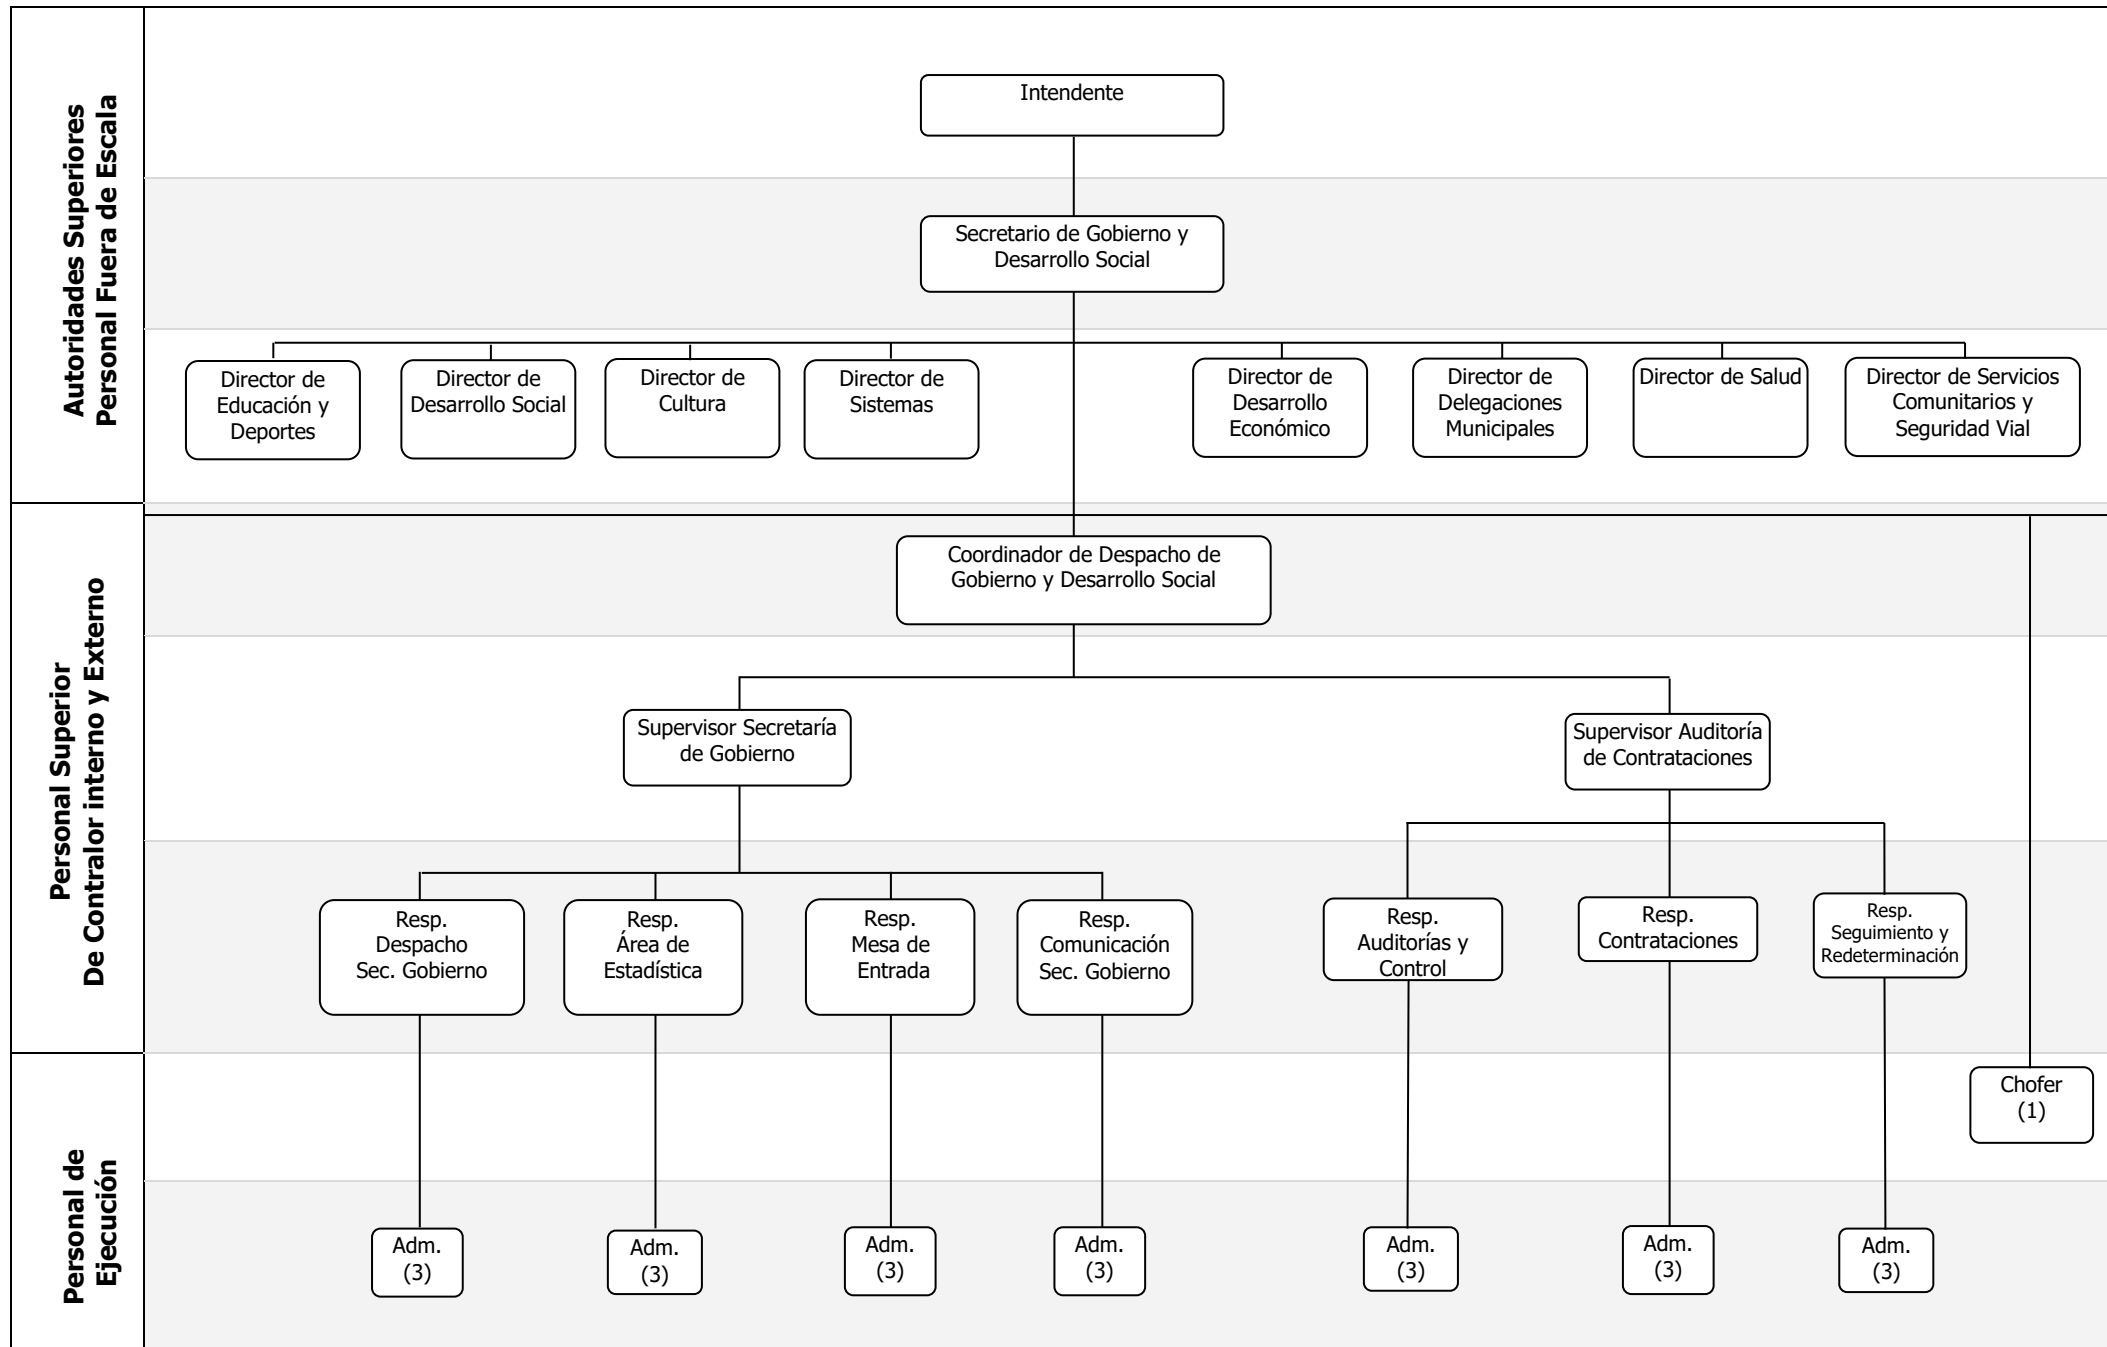 Autoridades Superiores
Personal Fuera de Escala
Intendente
Secretario de Gobierno y
Desarrollo Social
Director de
Educación y
Deportes
Director de
Desarrollo Social
Director de
Cultura
Director de
Sistemas
Director de
Desarrollo
Económico
Director de
Delegaciones
Municipales
Director de Salud
Director de Servicios
Comunitarios y
Seguridad Vial
Personal Superior
De Contralor interno y Externo
Coordinador de Despacho de
Gobierno y Desarrollo Social
Supervisor Secretaría
de Gobierno
Supervisor Auditoría
de Contrataciones
Resp.
Despacho
Sec. Gobierno
Resp.
Área de
Estadística
Resp.
Mesa de
Entrada
Resp.
Comunicación
Sec. Gobierno
Resp.
Auditorías y
Control
Resp.
Contrataciones
Resp.
Seguimiento y
Redeterminación
Personal de
Ejecución
Chofer
(1)
Adm.
(3)
Adm.
(3)
Adm.
(3)
Adm.
(3)
Adm.
(3)
Adm.
(3)
Adm.
(3)